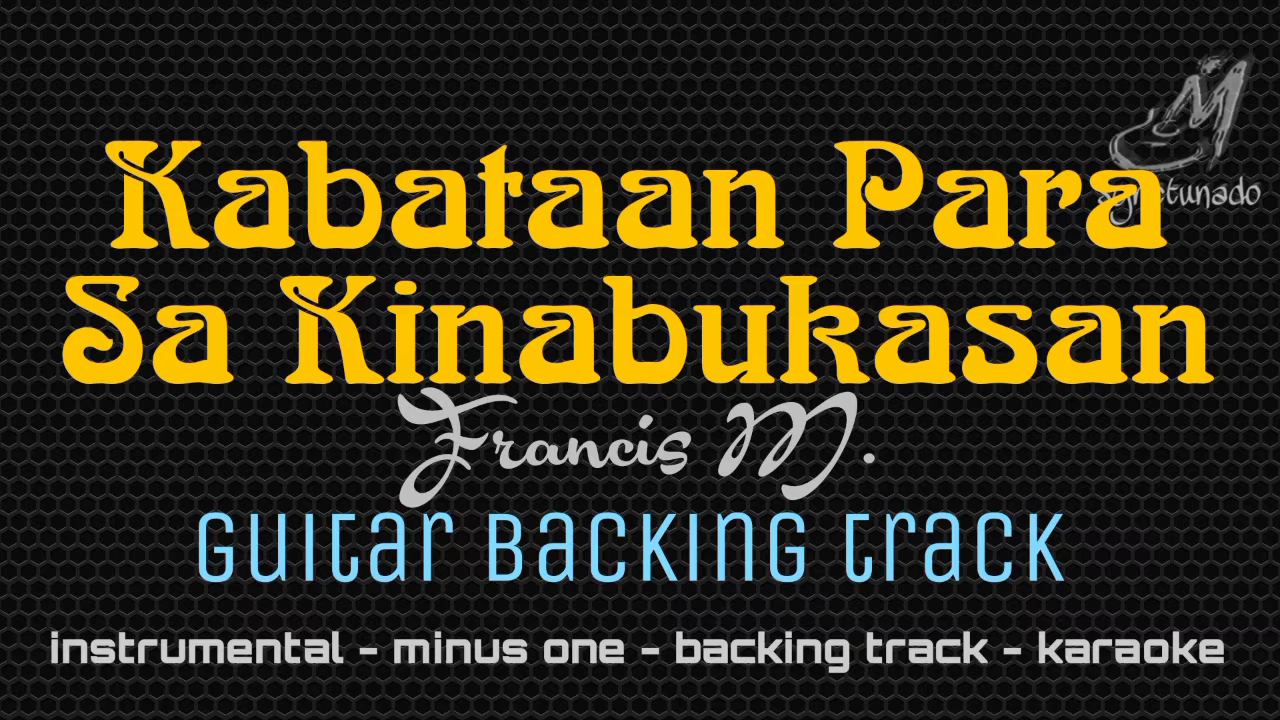 Kabataan Para
Sa Kinabukasan
Francis M.
Guitar Backing Track
instrumental - minus one - backing track - karaoke